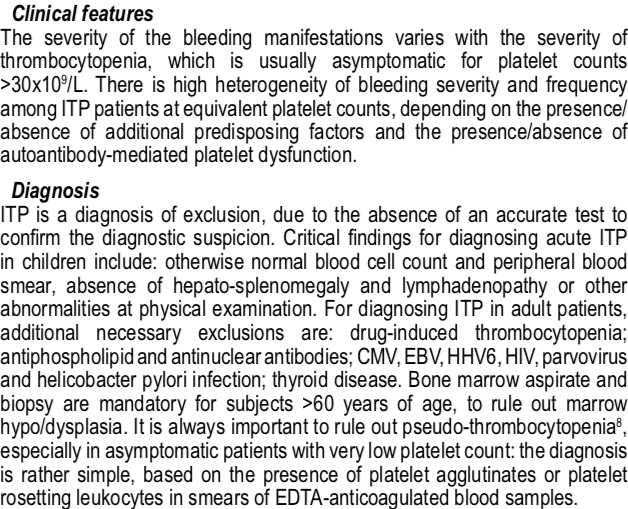 Clinical features
The severity of the bleeding manifestations varies with the severity of
thrombocytopenia, which is usually asymptomatic for platelet counts
>30x10⁹/L. There is high heterogeneity of bleeding severity and frequency
among ITP patients at equivalent platelet counts, depending on the presence/
absence of additional predisposing factors and the presence/absence of
autoantibody-mediated platelet dysfunction.
Diagnosis
ITP is a diagnosis of exclusion, due to the absence of an accurate test to
confirm the diagnostic suspicion. Critical findings for diagnosing acute ITP
in children include: otherwise normal blood cell count and peripheral blood
smear, absence of hepato-splenomegaly and lymphadenopathy or other
abnormalities at physical examination. For diagnosing ITP in adult patients,
additional necessary exclusions are: drug-induced thrombocytopenia;
antiphospholipid and antinuclear antibodies; CMV, EBV, HHV6, HIV, parvovirus
and helicobacter pylori infection; thyroid disease. Bone marrow aspirate and
biopsy are mandatory for subjects >60 years of age, to rule out marrow
hypo/dysplasia. It is always important to rule out pseudo-thrombocytopenia⁸,
especially in asymptomatic patients with very low platelet count: the diagnosis
is rather simple, based on the presence of platelet agglutinates or platelet
rosetting leukocytes in smears of EDTA-anticoagulated blood samples.